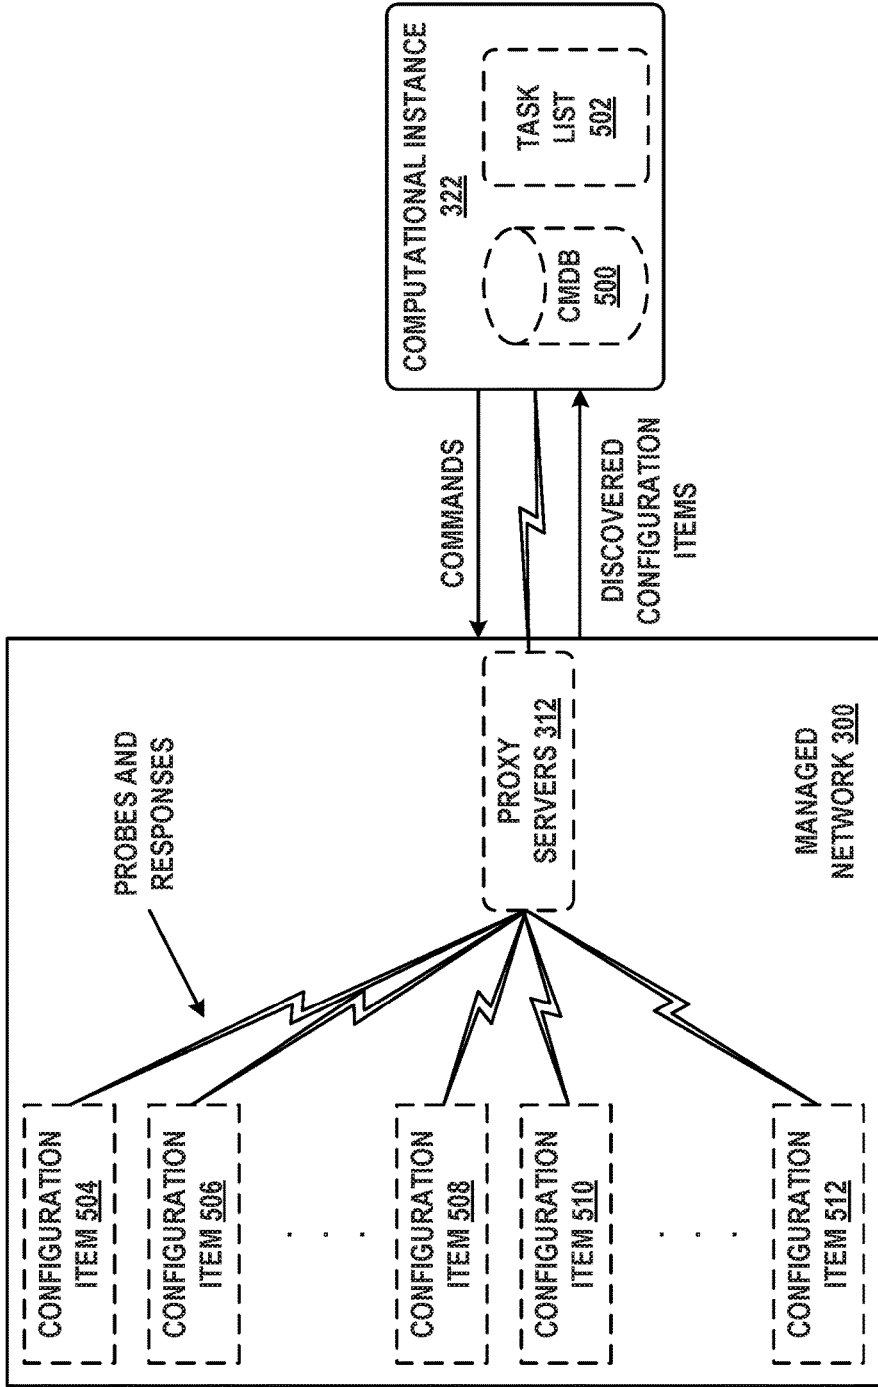 COMPUTATIONAL INSTANCE
322
CMDB
500
TASK
LIST
502
COMMANDS
DISCOVERED
CONFIGURATION
ITEMS
PROBES AND
RESPONSES
PROXY
SERVERS 312
MANAGED
NETWORK 300
CONFIGURATION
ITEM 504
CONFIGURATION
ITEM 506
. . .
CONFIGURATION
ITEM 508
CONFIGURATION
ITEM 510
. . .
CONFIGURATION
ITEM 512